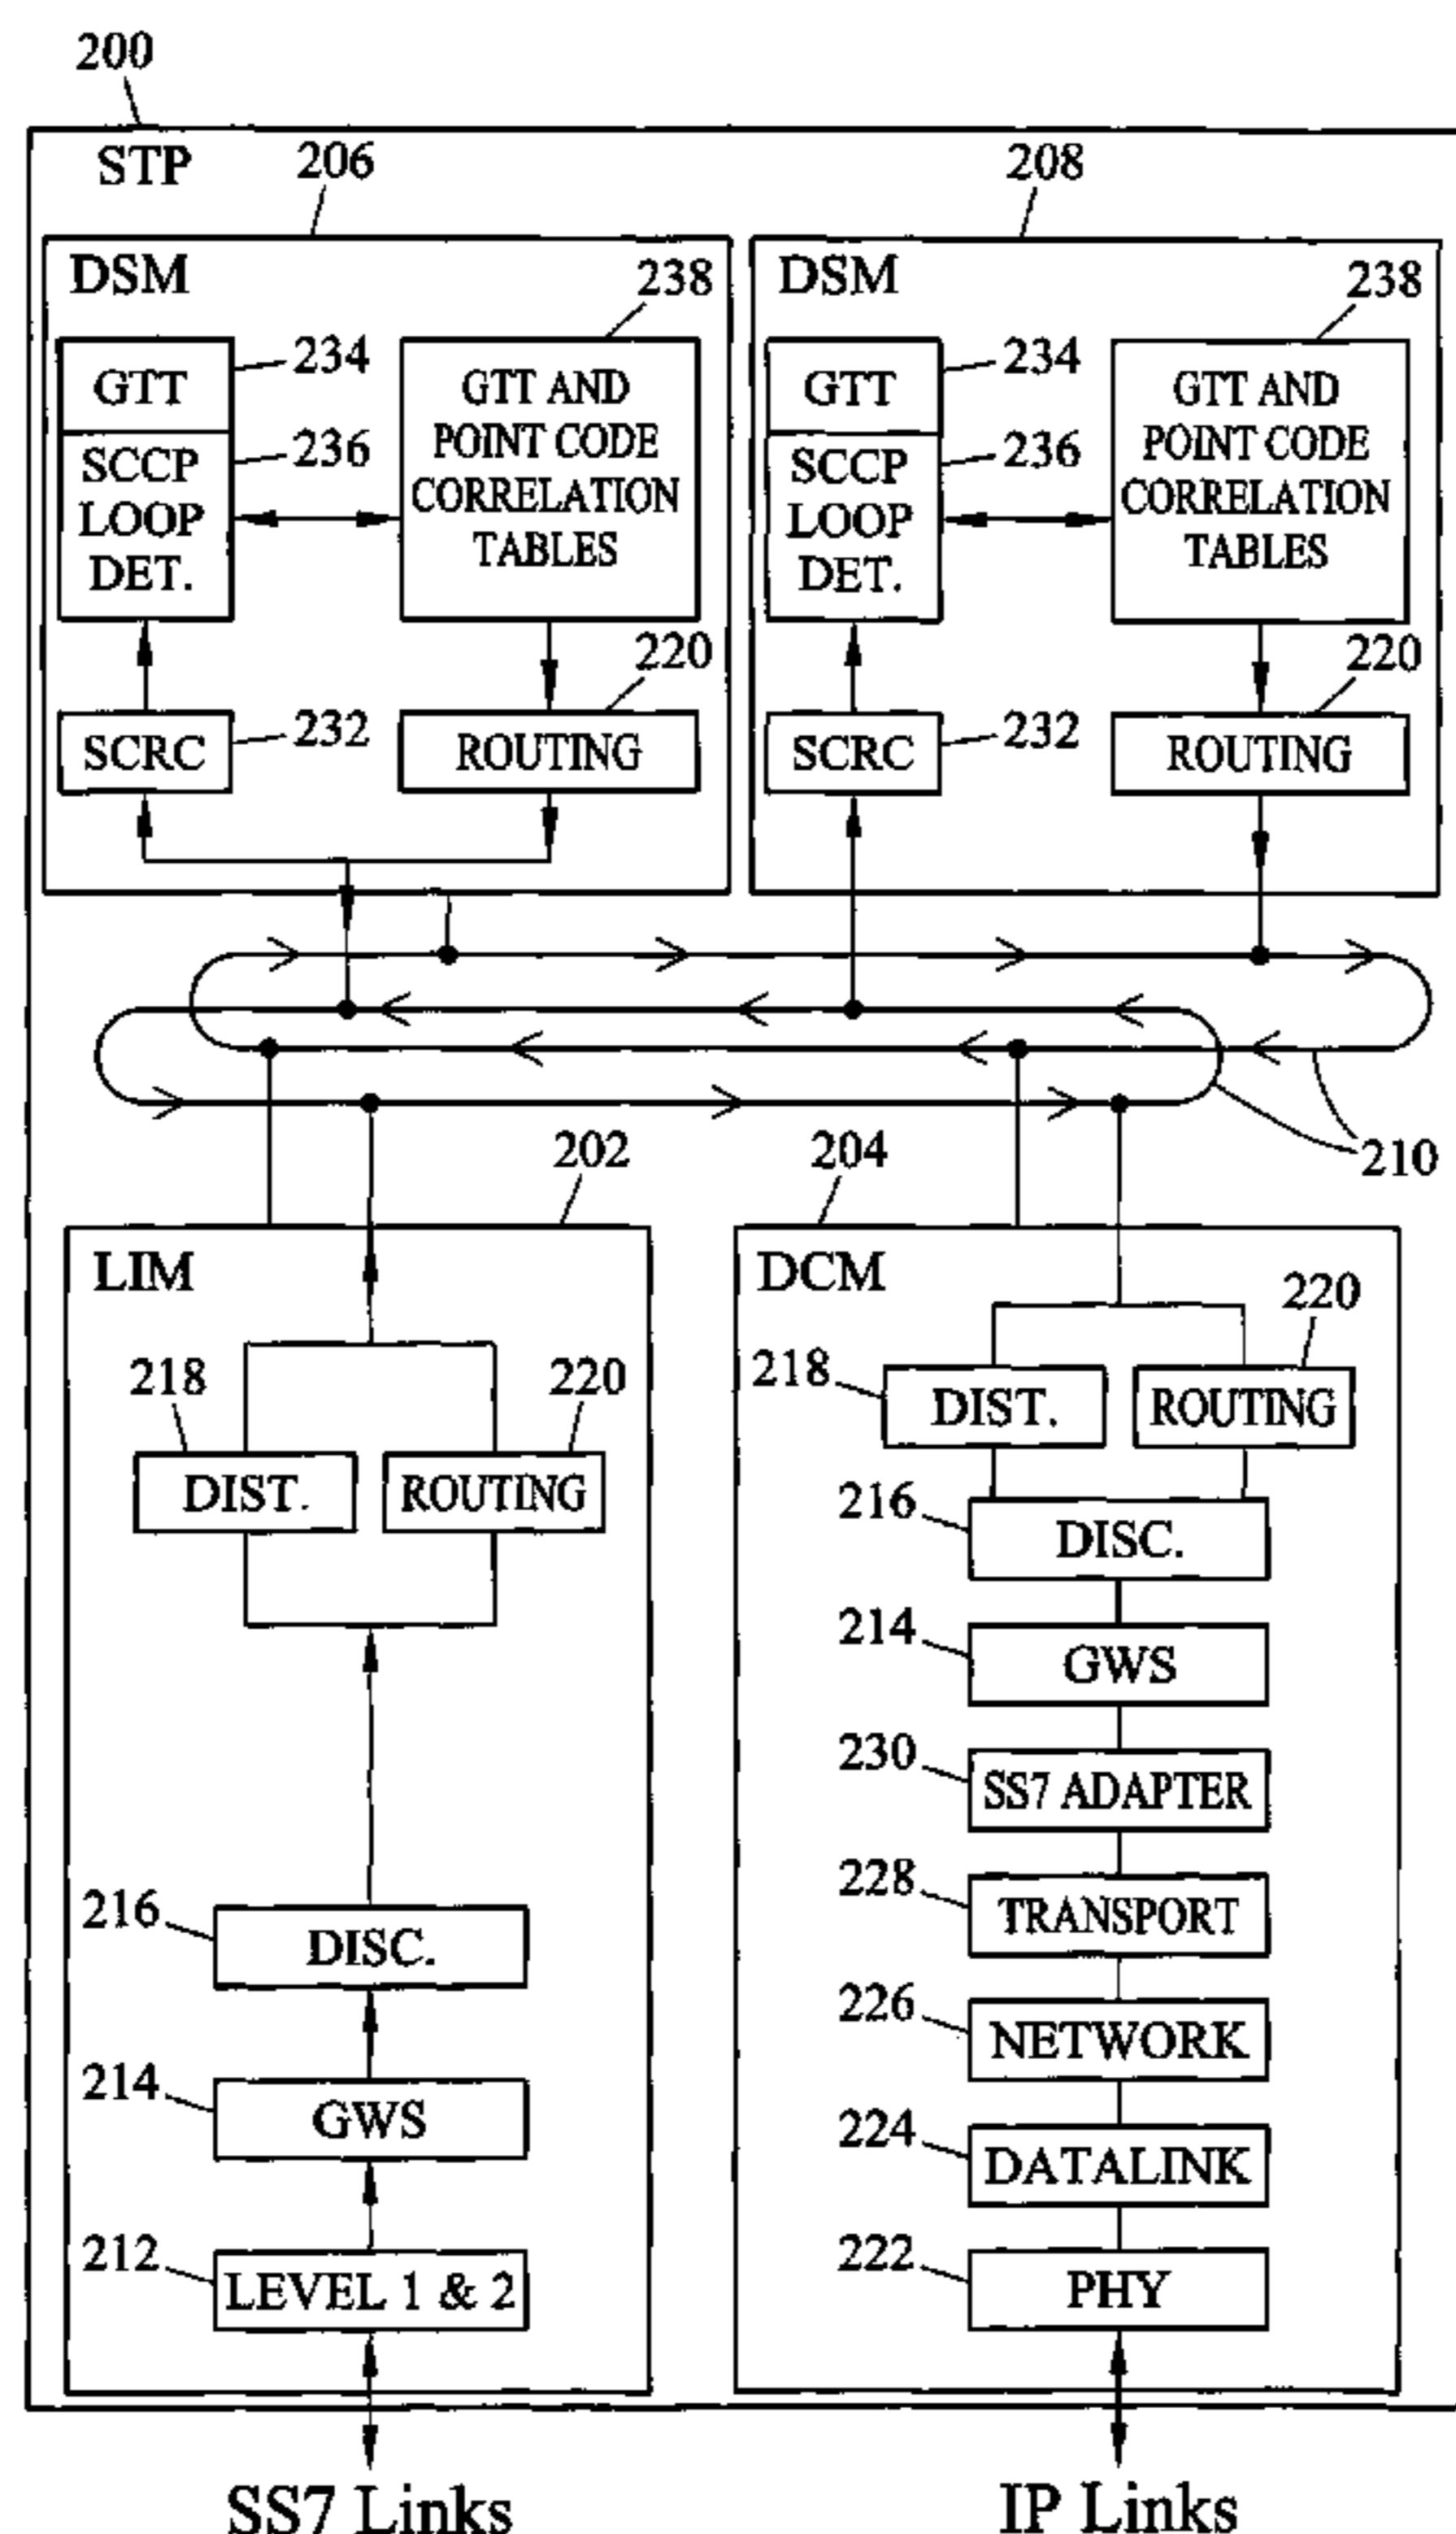 200
STP
206
208
DSM
238
GTT
234
GTT AND
POINT CODE
CORRELATION
TABLES
SCCP
LOOP
DET.
236
220
SCRC
232
ROUTING
DSM
238
GTT
234
GTT AND
POINT CODE
CORRELATION
TABLES
SCCP
LOOP
DET.
236
220
SCRC
232
ROUTING
210
202
204
LIM
218
220
DIST.
ROUTING
216
DISC.
214
GWS
212
LEVEL 1 & 2
SS7 Links
DCM
220
218
DIST.
ROUTING
216
DISC.
214
GWS
230
SS7 ADAPTER
228
TRANSPORT
226
NETWORK
224
DATALINK
222
PHY
IP Links